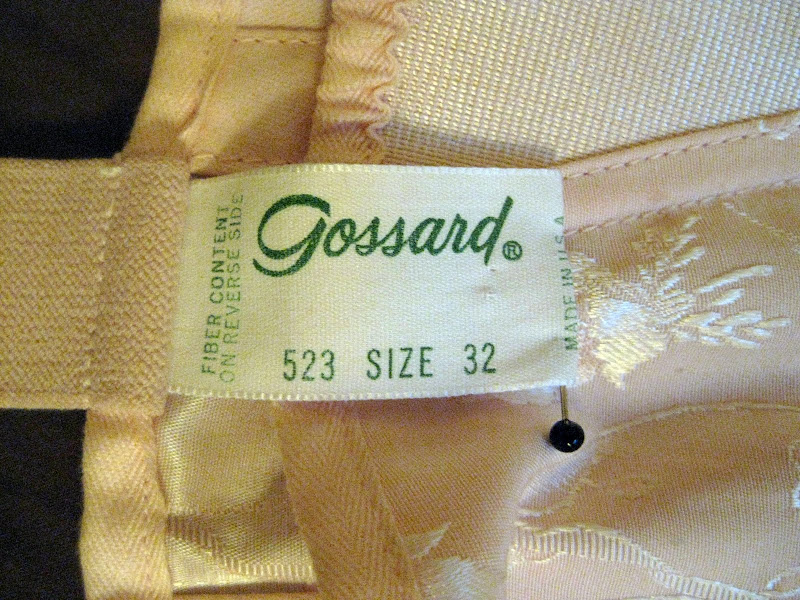 FIBER CONTENT
ON REVERSE SIDE
Gossard®
523 SIZE 32
MADE IN U.S.A